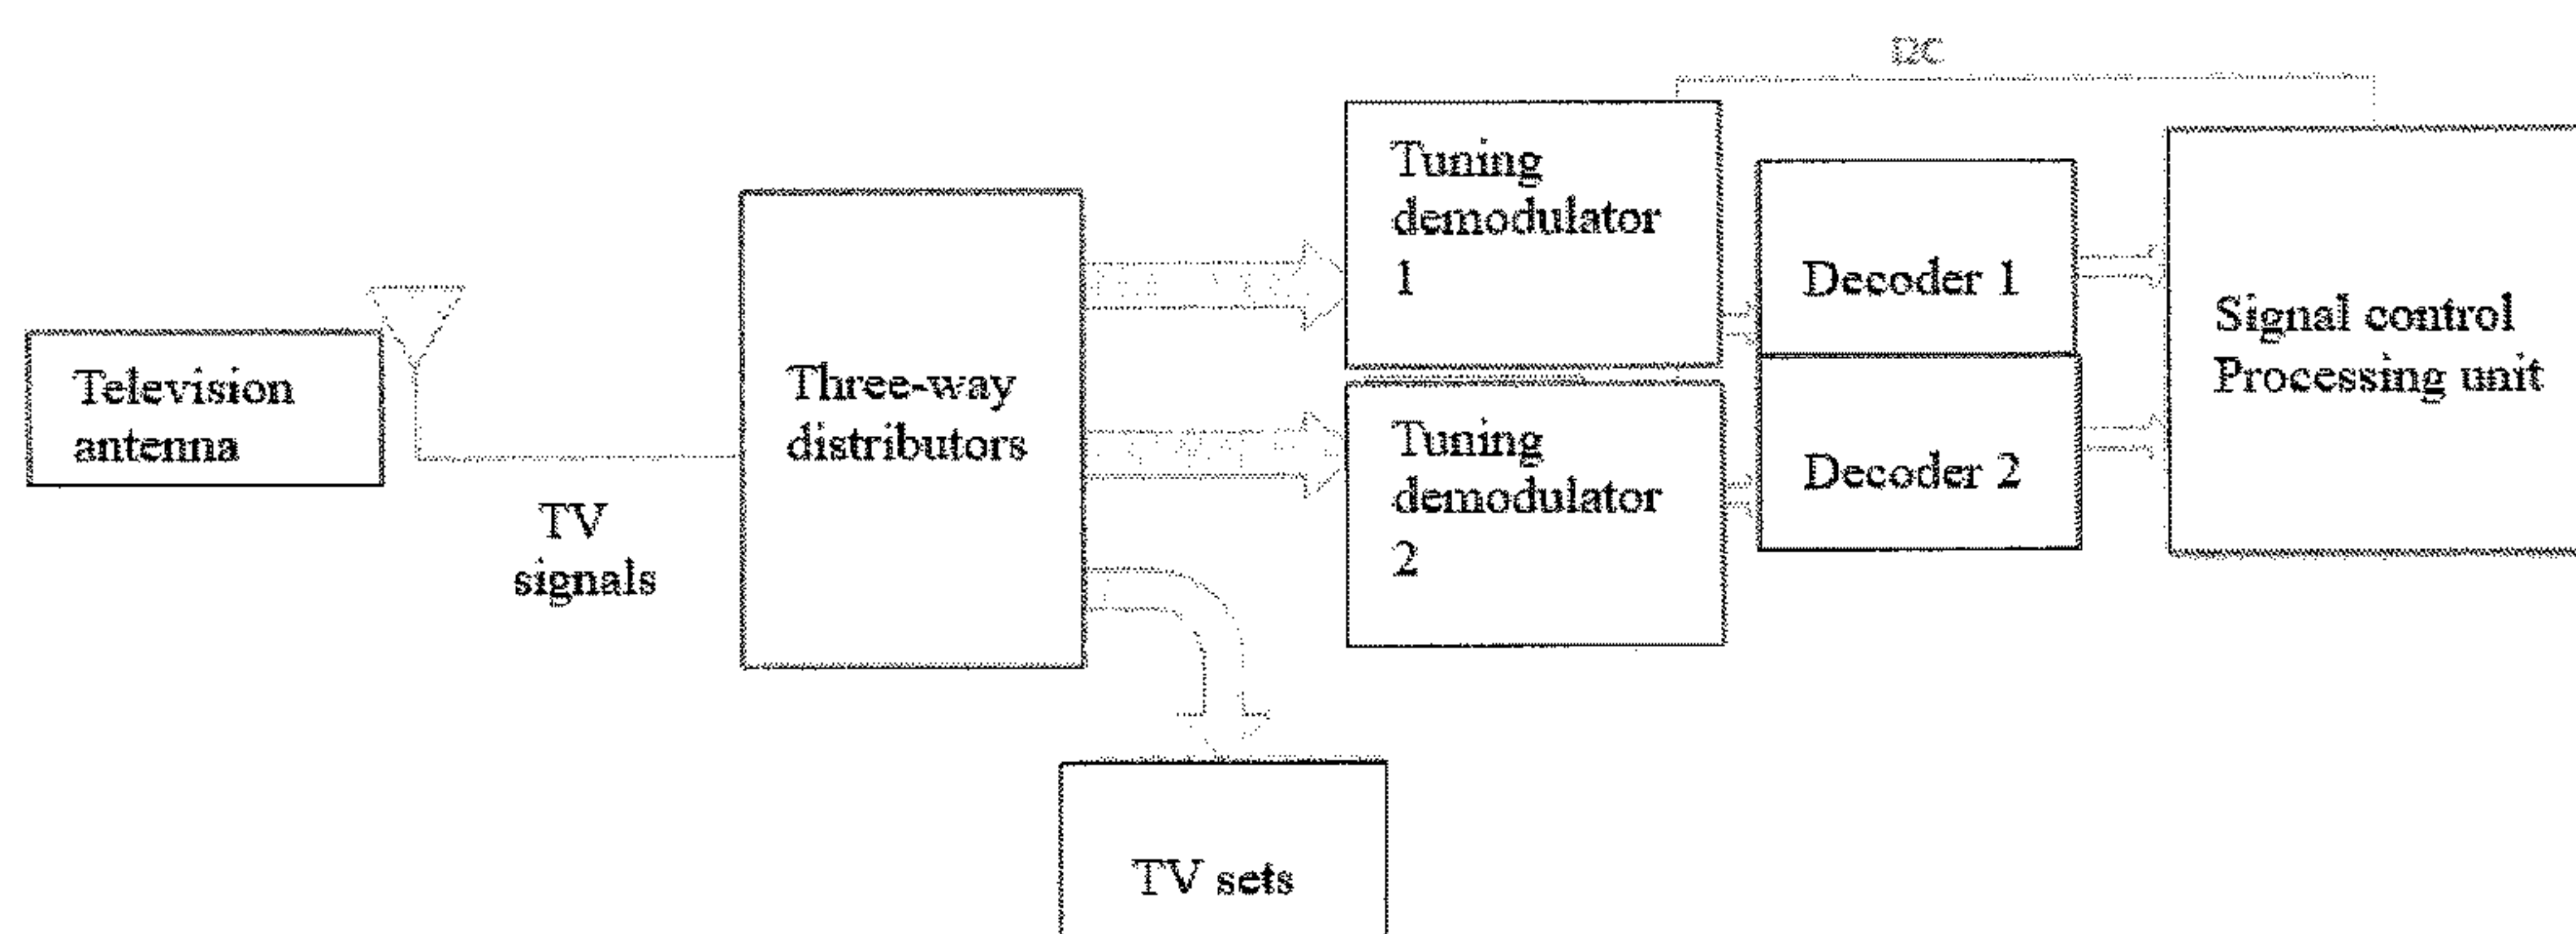 I2C
Television
antenna
TV
signals
Three-way
distributors
Tuning
demodulator
1
Tuning
demodulator
2
Decoder 1
Decoder 2
Signal control
Processing unit
TV sets